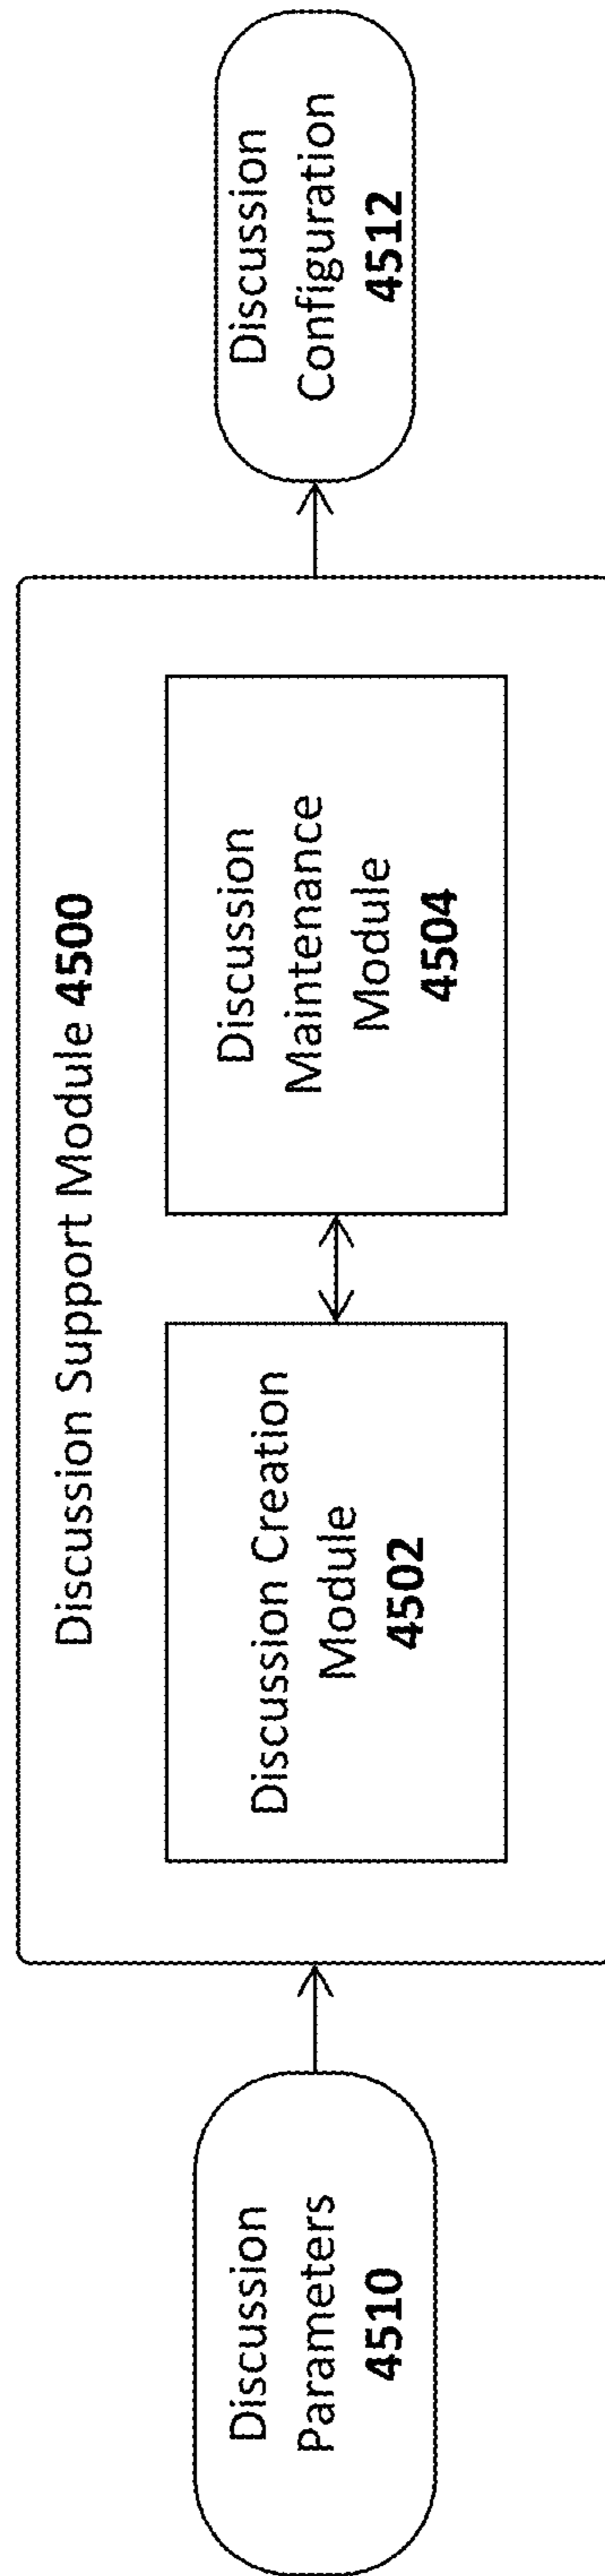 Discussion Support Module 4500
Discussion
Parameters
4510
Discussion Creation
Module
4502
Discussion
Maintenance
Module
4504
Discussion
Configuration
4512